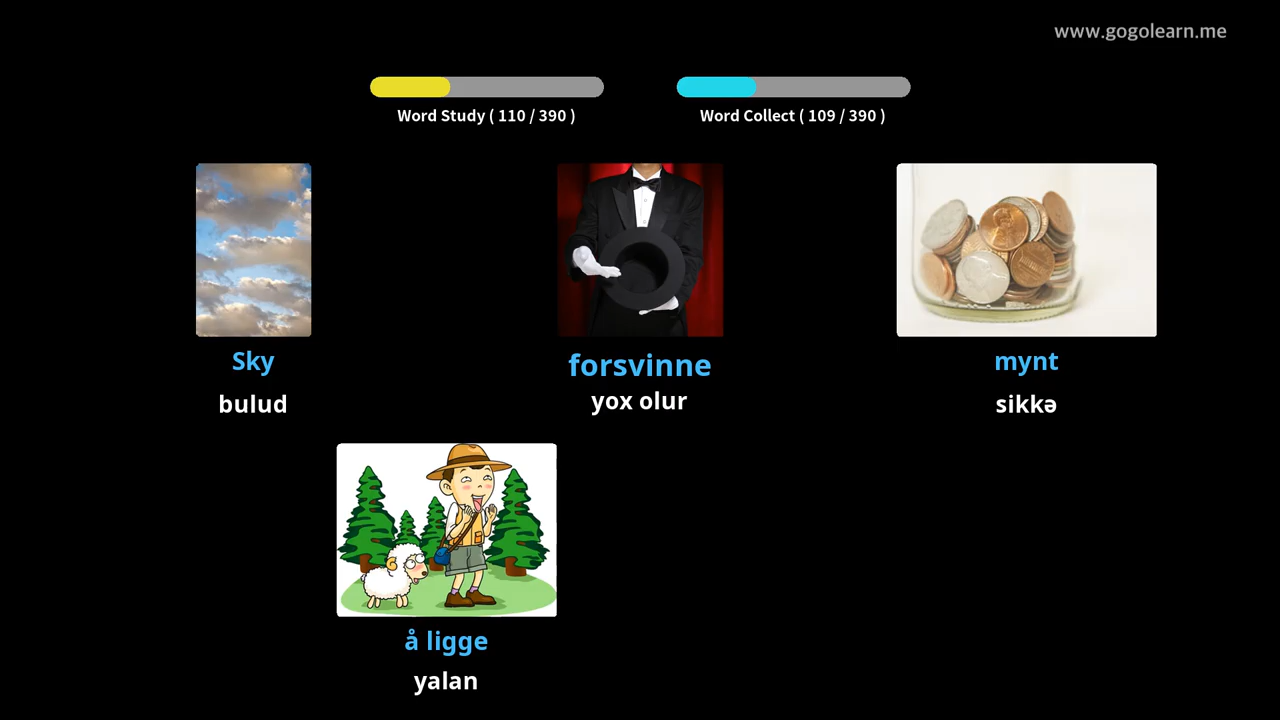 www.gogolearn.me
Word Study ( 110 / 390 )
Word Collect ( 109 / 390 )
Sky
bulud
forsvinne
yox olur
mynt
sikkə
å ligge
yalan